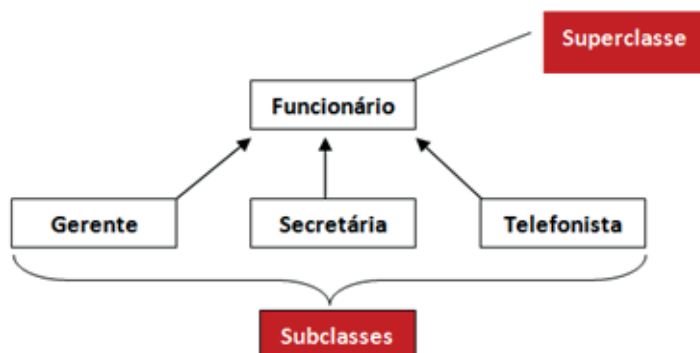 Superclasse
Funcionário
Gerente
Secretária
Telefonista
Subclasses